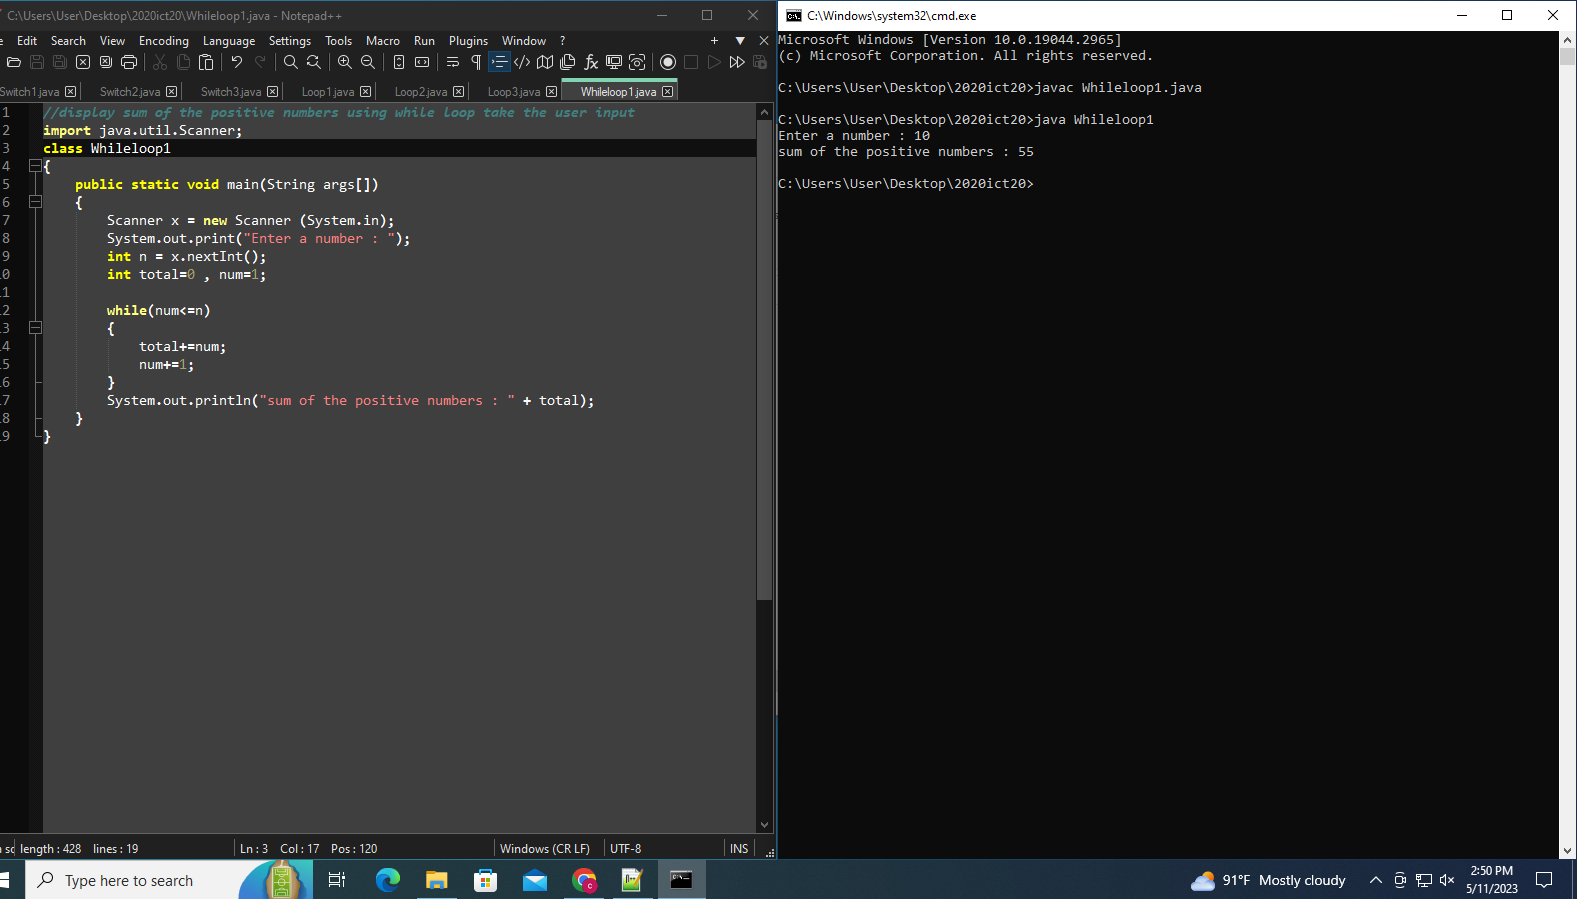 C:\Users\User\Desktop\2020ict20\Whileloop1.java - Notepad++
Edit Search View Encoding Language Settings Tools Macro Run Plugins Window ?
Switch1.java Switch2.java Switch3.java Loop1.java Loop2.java Loop3.java Whileloop1.java
1 //display sum of the positive numbers using while loop take the user input
2 import java.util.Scanner;
3 class Whileloop1
4 {
5 public static void main(String args[])
6 {
7 Scanner x = new Scanner (System.in);
8 System.out.print("Enter a number : ");
9 int n = x.nextInt();
0 int total=0 , num=1;
1
2 while(num<=n)
3 {
4 total+=num;
5 num+=1;
6 }
7 System.out.println("sum of the positive numbers : " + total);
8 }
9 }
length : 428 lines : 19 Ln : 3 Col : 17 Pos : 120 Windows (CR LF) UTF-8 INS
C:\Windows\system32\cmd.exe
Microsoft Windows [Version 10.0.19044.2965]
(c) Microsoft Corporation. All rights reserved.
C:\Users\User\Desktop\2020ict20>javac Whileloop1.java
C:\Users\User\Desktop\2020ict20>java Whileloop1
Enter a number : 10
sum of the positive numbers : 55
C:\Users\User\Desktop\2020ict20>
Type here to search
91°F Mostly cloudy
2:50 PM
5/11/2023